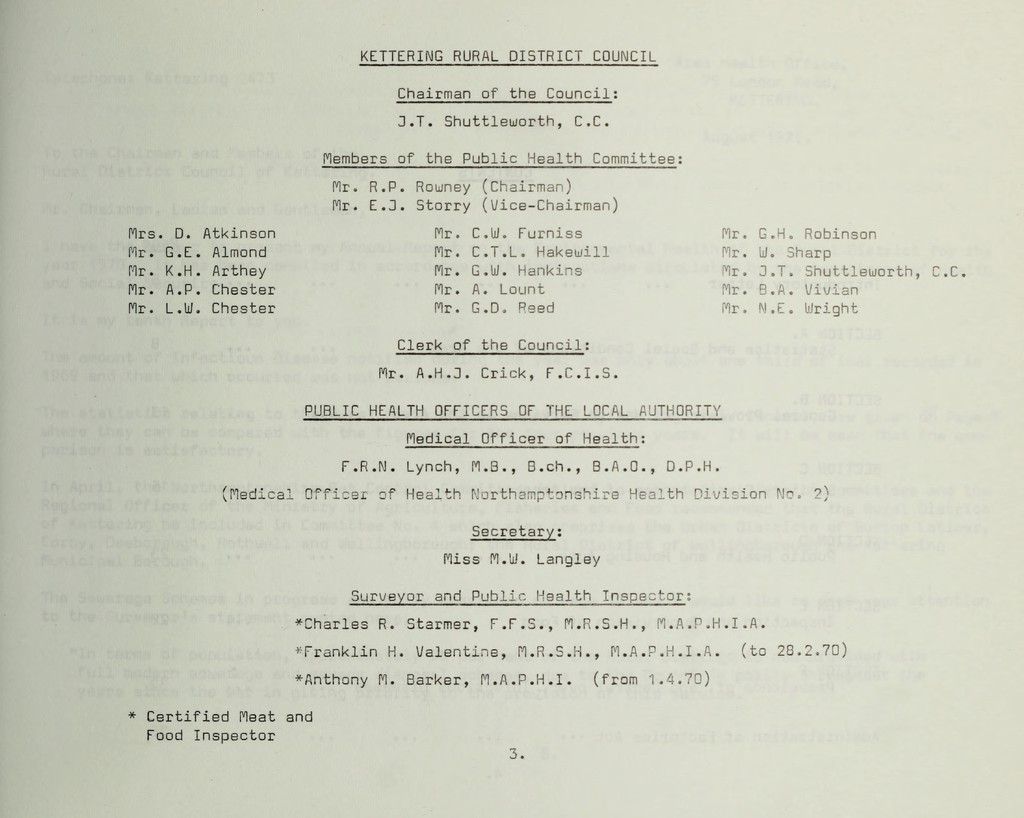 KETTERING RURAL DISTRICT COUNCIL
Chairman of the Council:
J.T. Shuttleworth, C.C.
Members of the Public Health Committee:
Mr. R.P. Rowney (Chairman)
Mr. E.J. Storry (Vice-Chairman)
Mrs. D. Atkinson Mr. C.W. Furniss Mr. G.H. Robinson
Mr. G.E. Almond Mr. C.T.L. Hakewill Mr. W. Sharp
Mr. K.H. Arthey Mr. G.W. Hankins Mr. J.T. Shuttleworth, C.C.
Mr. A.P. Chester Mr. A. Lount Mr. B.A. Vivian
Mr. L.W. Chester Mr. G.D. Reed Mr. N.E. Wright
Clerk of the Council:
Mr. A.H.J. Crick, F.C.I.S.
PUBLIC HEALTH OFFICERS OF THE LOCAL AUTHORITY
Medical Officer of Health:
F.R.N. Lynch, M.B., B.ch., B.A.O., D.P.H.
(Medical Officer of Health Northamptonshire Health Division No. 2)
Secretary:
Miss M.W. Langley
Surveyor and Public Health Inspector:
*Charles R. Starmer, F.F.S., M.R.S.H., M.A.P.H.I.A.
*Franklin H. Valentine, M.R.S.H., M.A.P.H.I.A. (to 28.2.70)
*Anthony M. Barker, M.A.P.H.I. (from 1.4.70)
* Certified Meat and
Food Inspector
3.